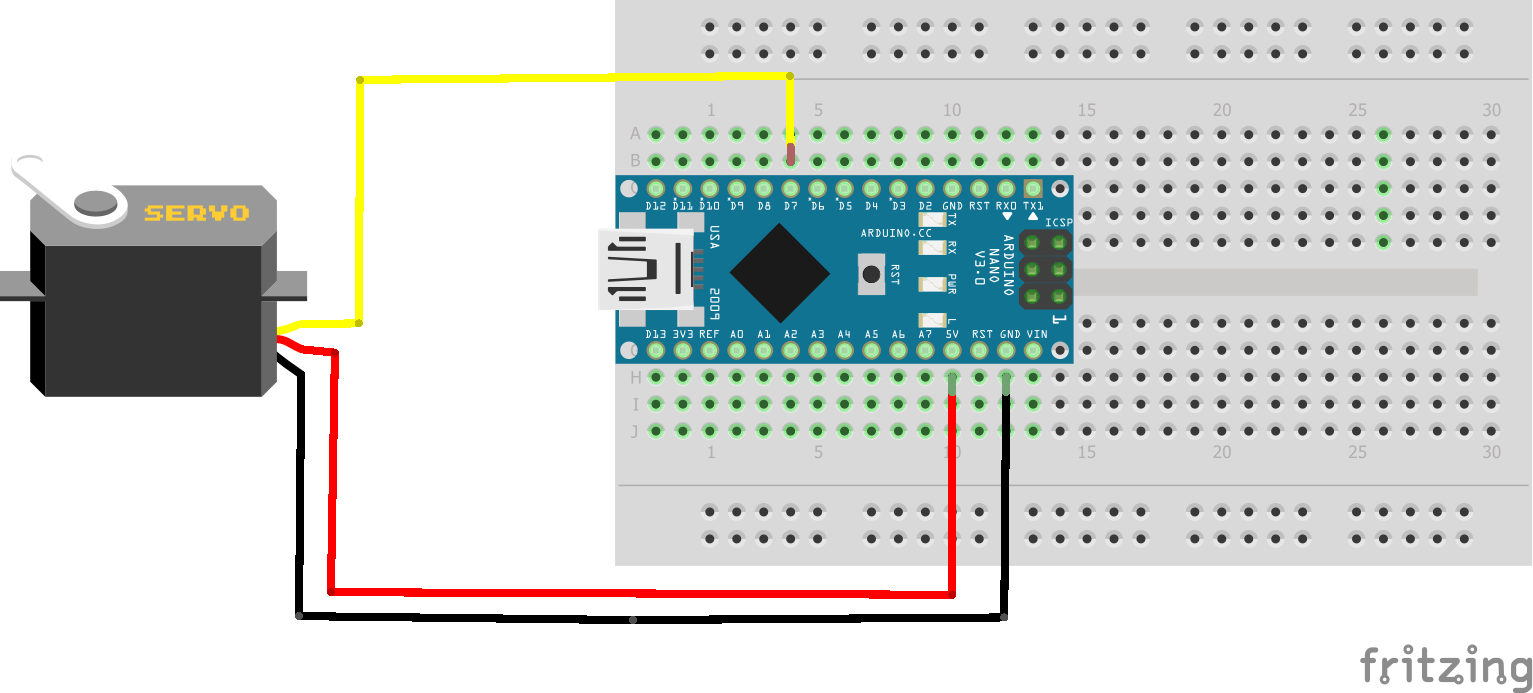 1 5 10 15 20 25 30
A
B
SERVO
D12 D11 D10 D9 D8 D7 D6 D5 D4 D3 D2 GND RST RX0 TX1
TX
ICSP
USA
ARDUINO.CC
RX
ARDUINO
NANO
V3.0
RST
PWR
2009
L
1
D13 3V3 REF A0 A1 A2 A3 A4 A5 A6 A7 5V RST GND VIN
H
I
J
1 5 10 15 20 25 30
fritzing